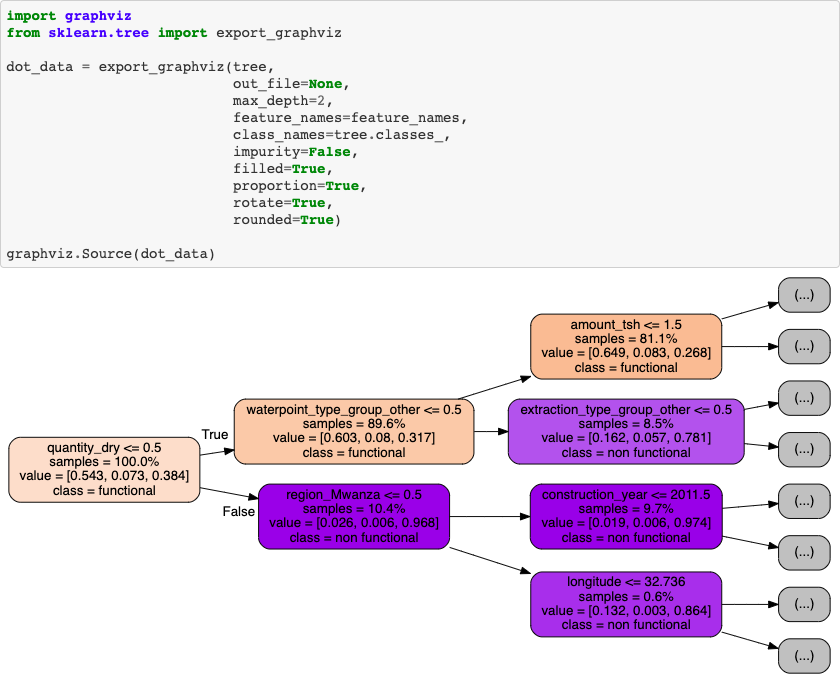 import graphviz
from sklearn.tree import export_graphviz

dot_data = export_graphviz(tree,
                           out_file=None,
                           max_depth=2,
                           feature_names=feature_names,
                           class_names=tree.classes_,
                           impurity=False,
                           filled=True,
                           proportion=True,
                           rotate=True,
                           rounded=True)

graphviz.Source(dot_data)
quantity_dry <= 0.5
samples = 100.0%
value = [0.543, 0.073, 0.384]
class = functional
True
False
waterpoint_type_group_other <= 0.5
samples = 89.6%
value = [0.603, 0.08, 0.317]
class = functional
region_Mwanza <= 0.5
samples = 10.4%
value = [0.026, 0.006, 0.968]
class = non functional
amount_tsh <= 1.5
samples = 81.1%
value = [0.649, 0.083, 0.268]
class = functional
extraction_type_group_other <= 0.5
samples = 8.5%
value = [0.162, 0.057, 0.781]
class = non functional
construction_year <= 2011.5
samples = 9.7%
value = [0.019, 0.006, 0.974]
class = non functional
longitude <= 32.736
samples = 0.6%
value = [0.132, 0.003, 0.864]
class = non functional
(...)
(...)
(...)
(...)
(...)
(...)
(...)
(...)